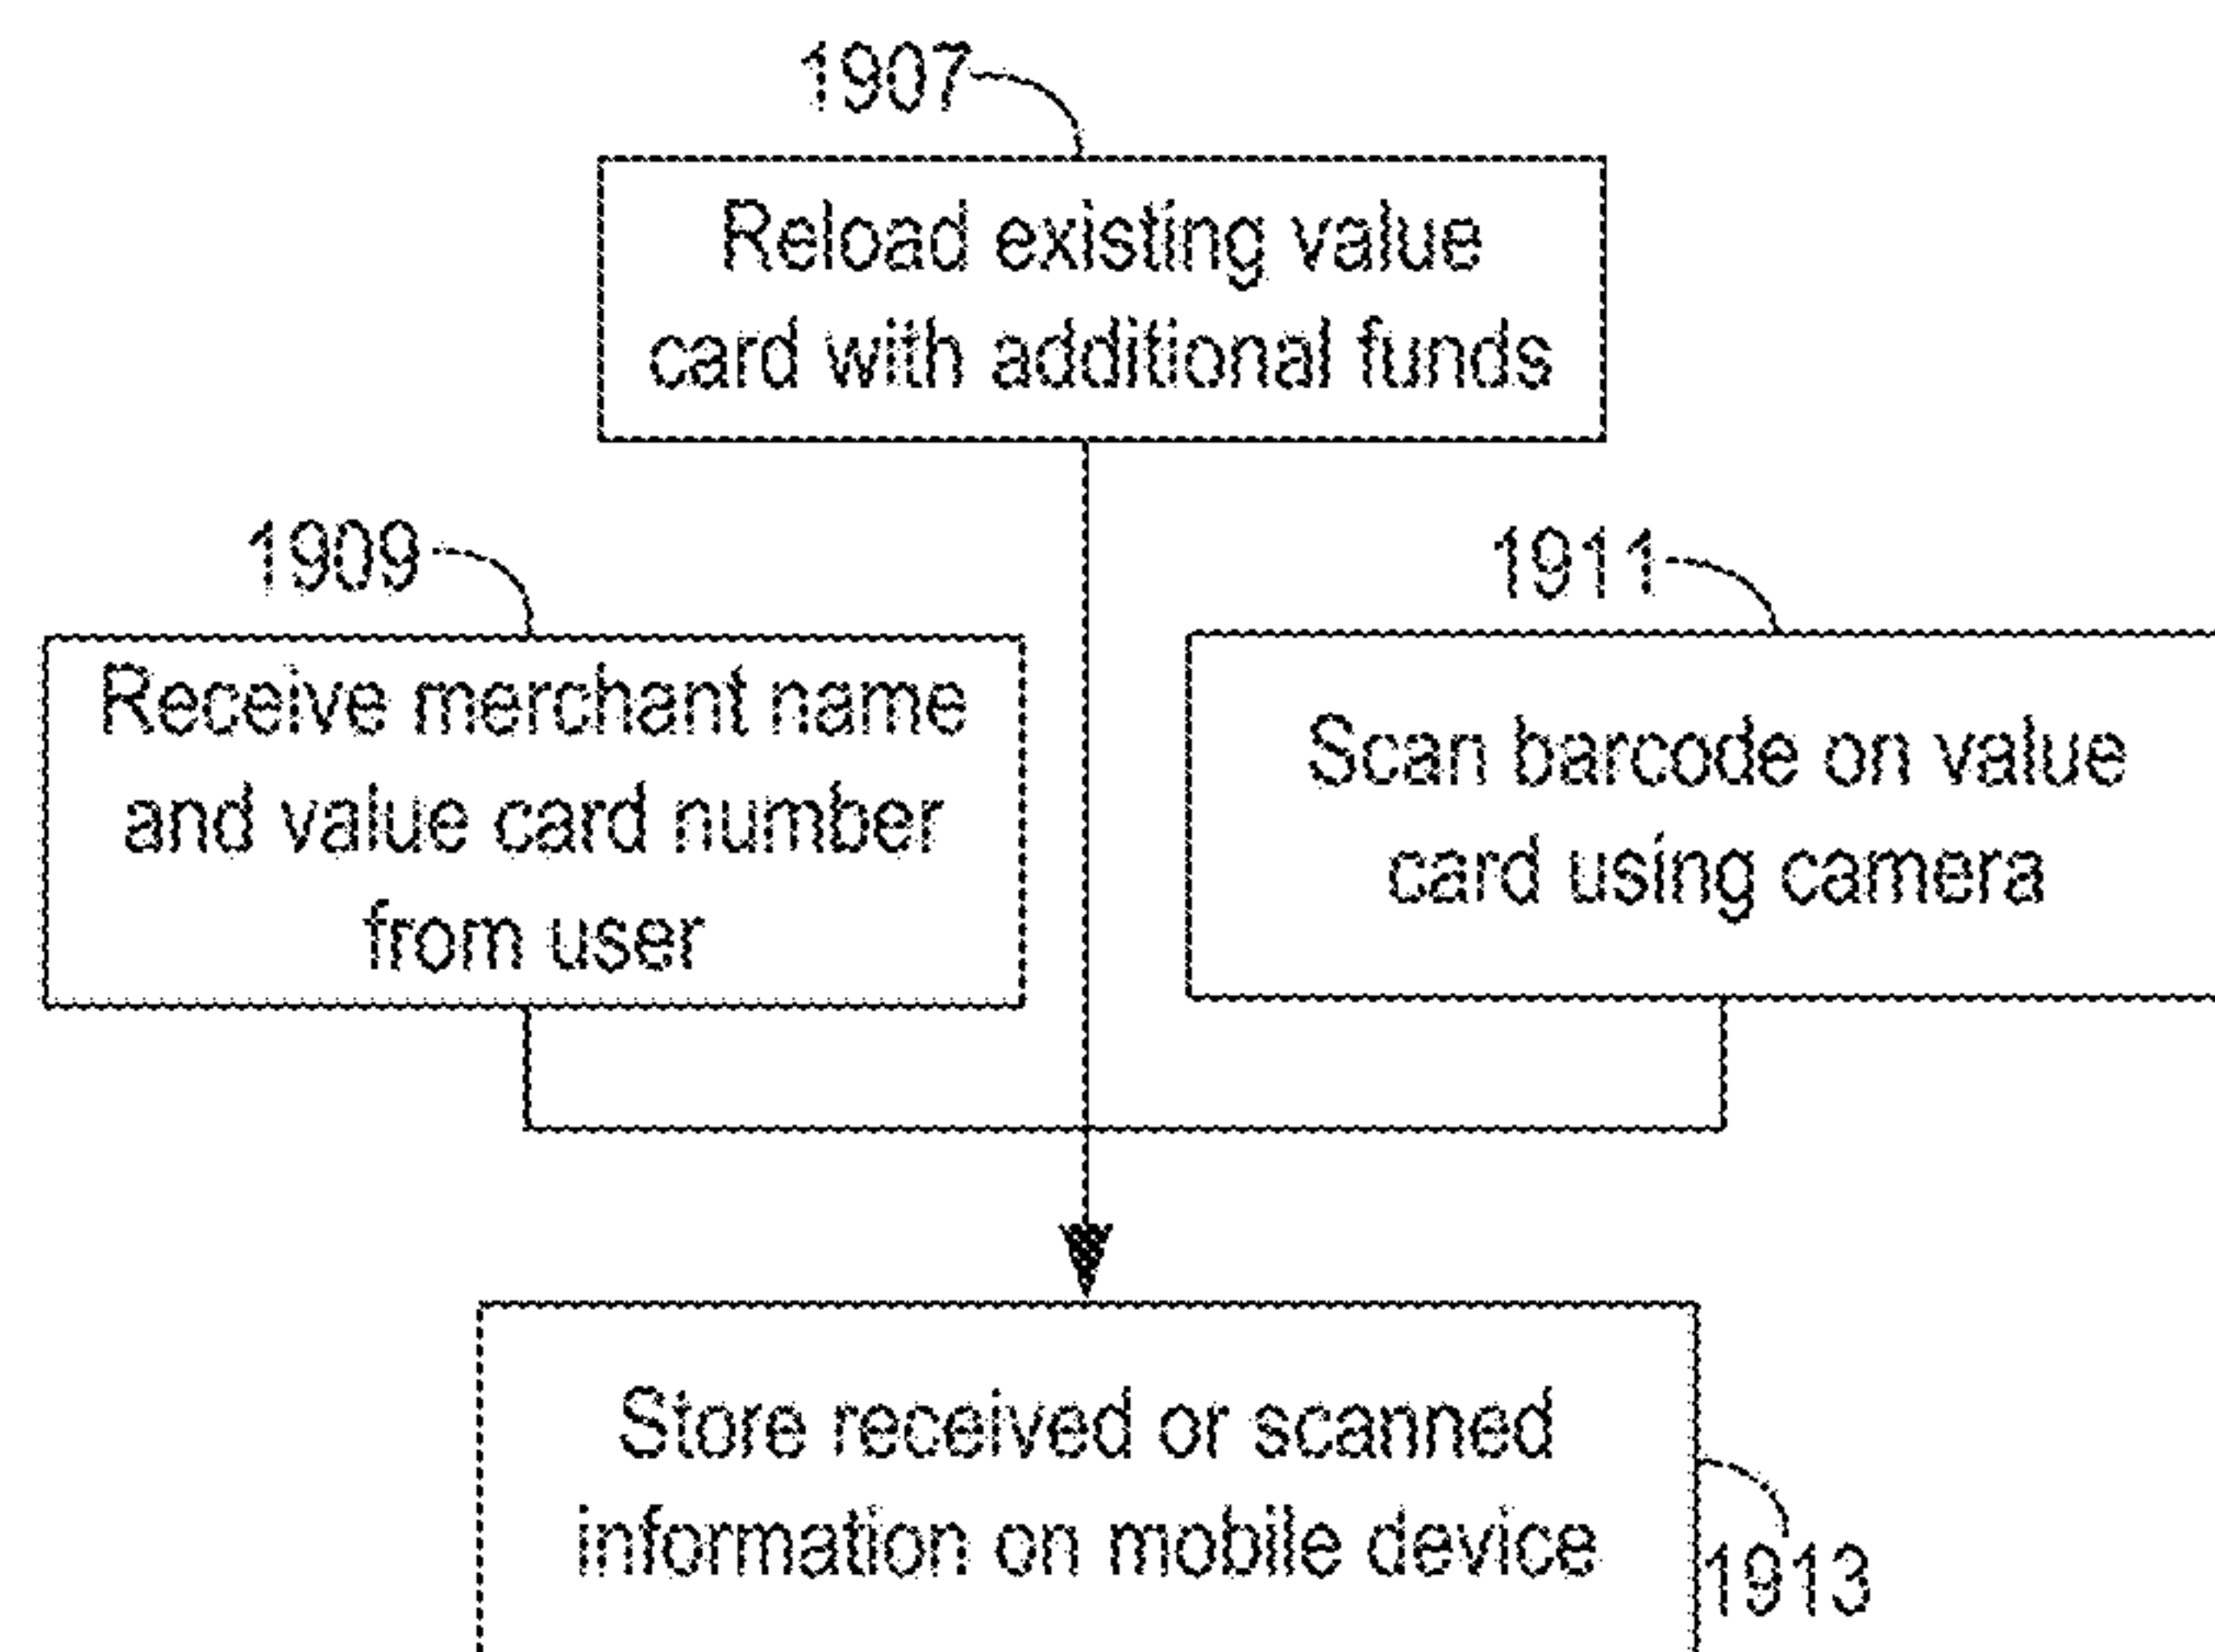 1907
Reload existing value
card with additional funds
1909
Receive merchant name
and value card number
from user
1911
Scan barcode on value
card using camera
Store received or scanned
information on mobile device
1913